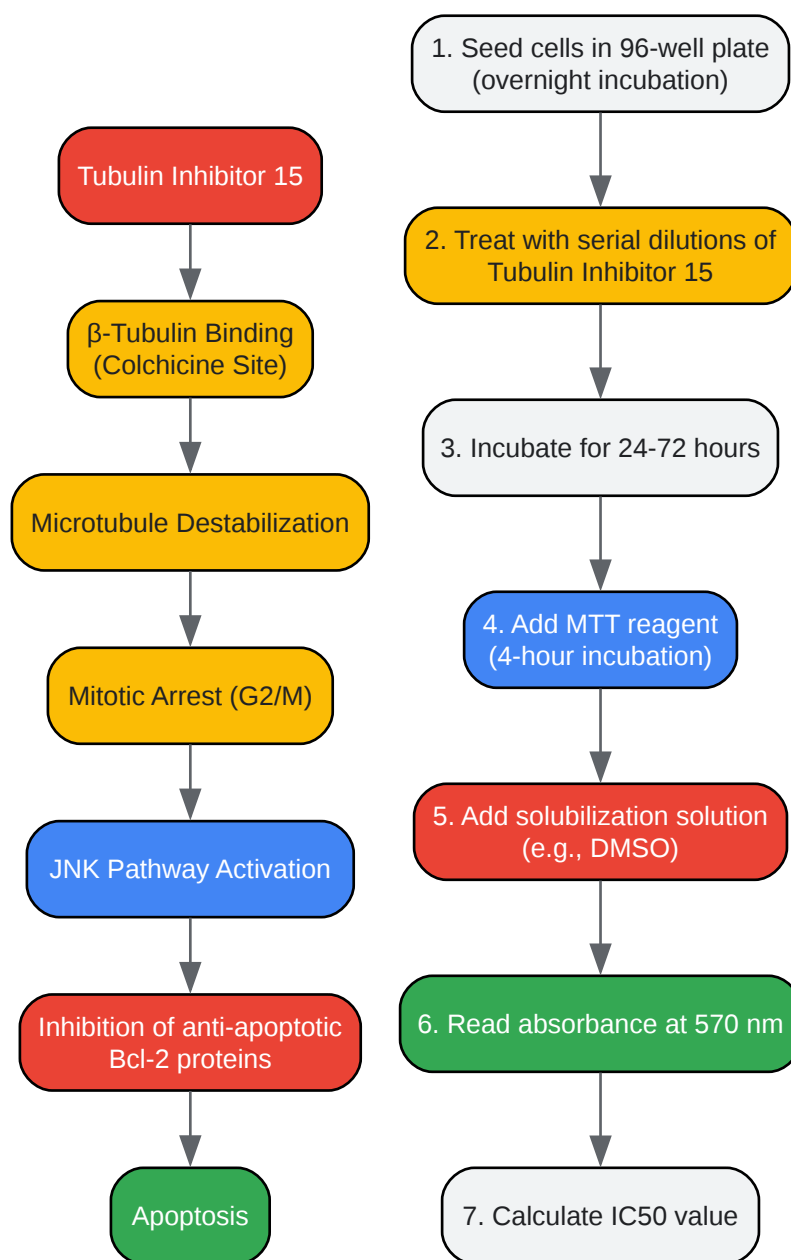 Tubulin Inhibitor 15
β-Tubulin Binding
(Colchicine Site)
Microtubule Destabilization
Mitotic Arrest (G2/M)
JNK Pathway Activation
Inhibition of anti-apoptotic
Bcl-2 proteins
Apoptosis
1. Seed cells in 96-well plate
(overnight incubation)
2. Treat with serial dilutions of
Tubulin Inhibitor 15
3. Incubate for 24-72 hours
4. Add MTT reagent
(4-hour incubation)
5. Add solubilization solution
(e.g., DMSO)
6. Read absorbance at 570 nm
7. Calculate IC50 value